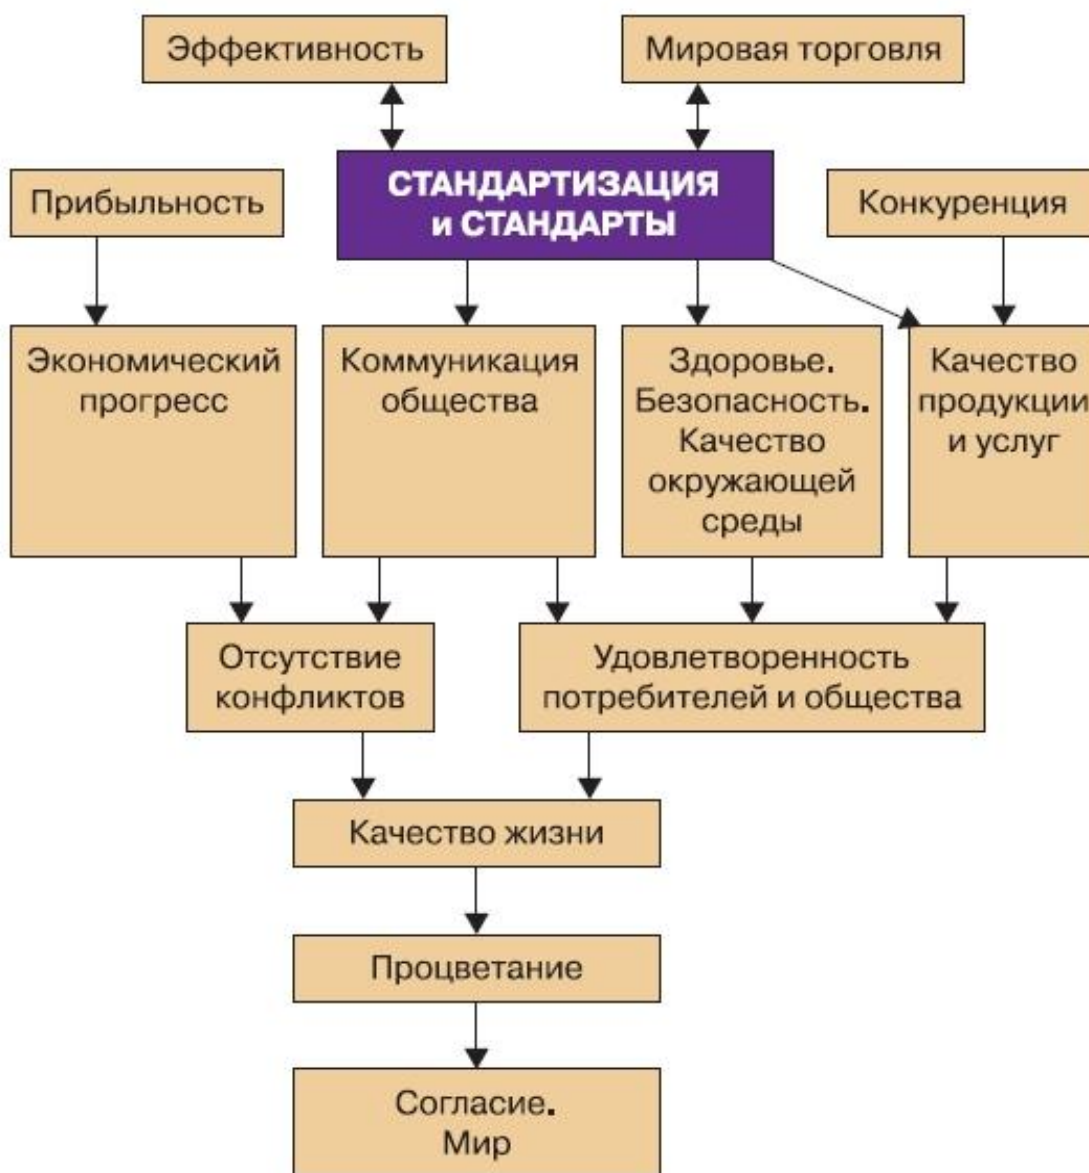 Эффективность
Мировая торговля
СТАНДАРТИЗАЦИЯ
и СТАНДАРТЫ
Прибыльность
Конкуренция
Экономический
прогресс
Коммуникация
общества
Здоровье.
Безопасность.
Качество
окружающей
среды
Качество
продукции
и услуг
Отсутствие
конфликтов
Удовлетворенность
потребителей и общества
Качество жизни
Процветание
Согласие.
Мир